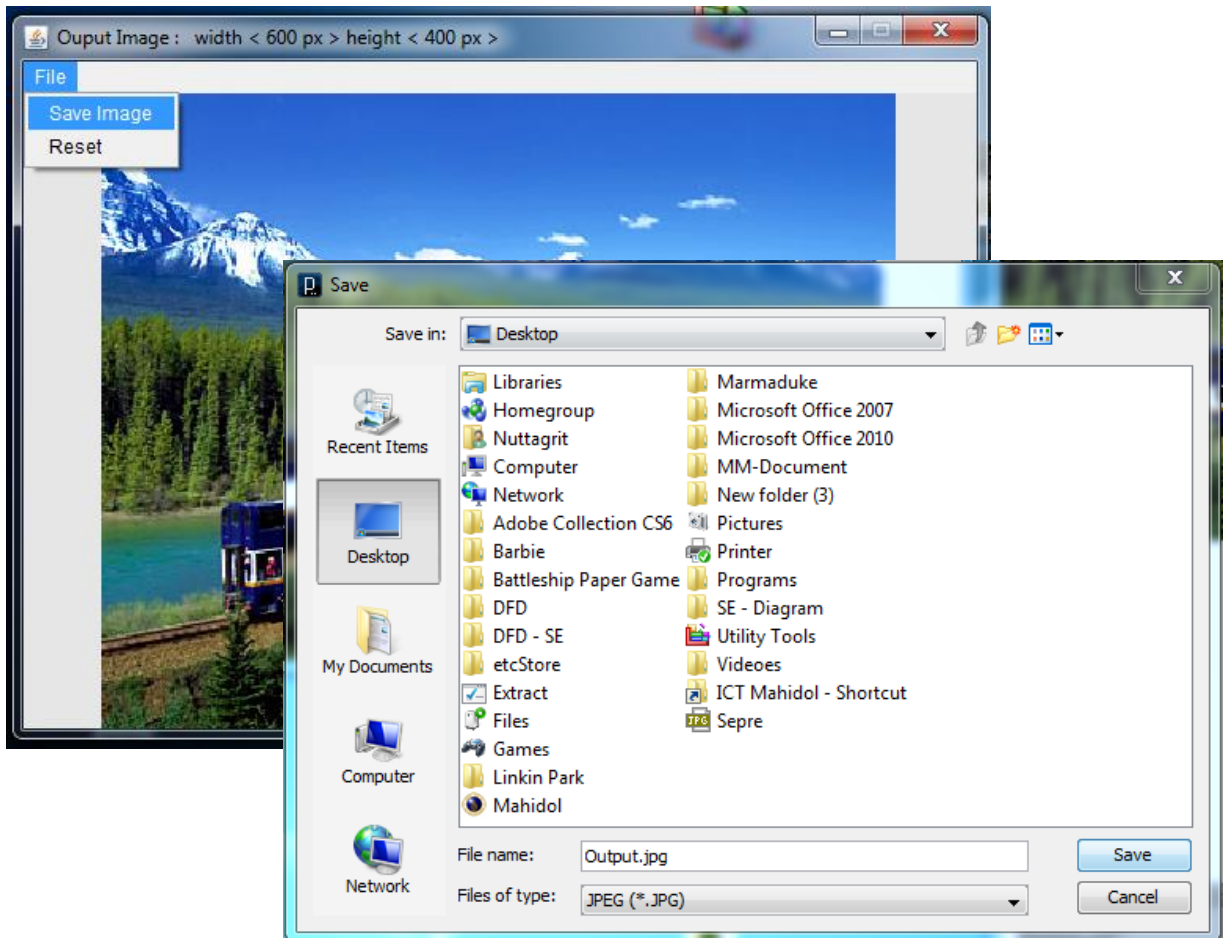 Ouput Image :   width < 600 px > height < 400 px >
File
Save Image
Reset
Save
Save in:
Desktop
Recent Items
Desktop
My Documents
Computer
Network
Libraries
Homegroup
Nuttagrit
Computer
Network
Adobe Collection CS6
Barbie
Battleship Paper Game
DFD
DFD - SE
etcStore
Extract
Files
Games
Linkin Park
Mahidol
Marmaduke
Microsoft Office 2007
Microsoft Office 2010
MM-Document
New folder (3)
Pictures
Printer
Programs
SE - Diagram
Utility Tools
Videoes
ICT Mahidol - Shortcut
Sepre
File name:
Output.jpg
Save
Files of type:
JPEG (*.JPG)
Cancel